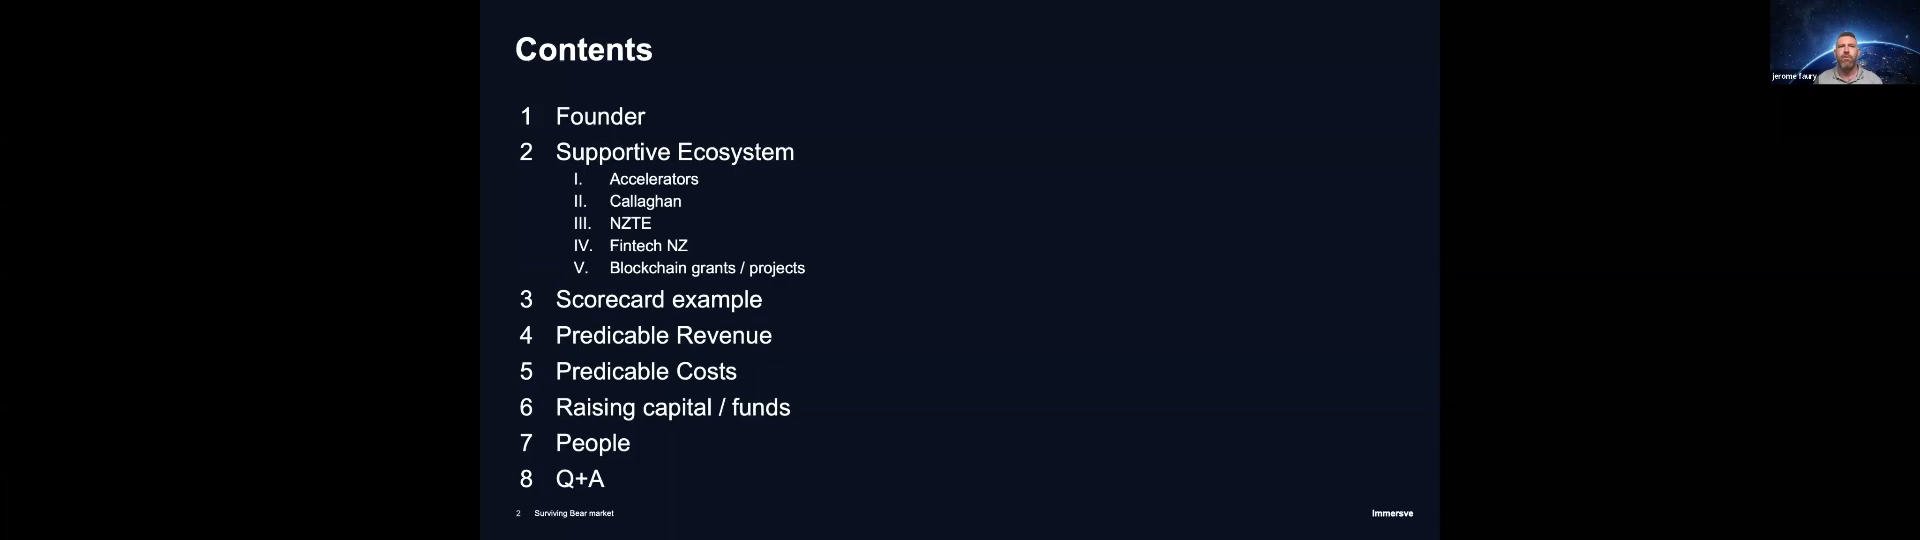 Contents
1 Founder
2 Supportive Ecosystem
I. Accelerators
II. Callaghan
III. NZTE
IV. Fintech NZ
V. Blockchain grants / projects
3 Scorecard example
4 Predicable Revenue
5 Predicable Costs
6 Raising capital / funds
7 People
8 Q+A
2 Surviving Bear market
Immersve
jerome faury